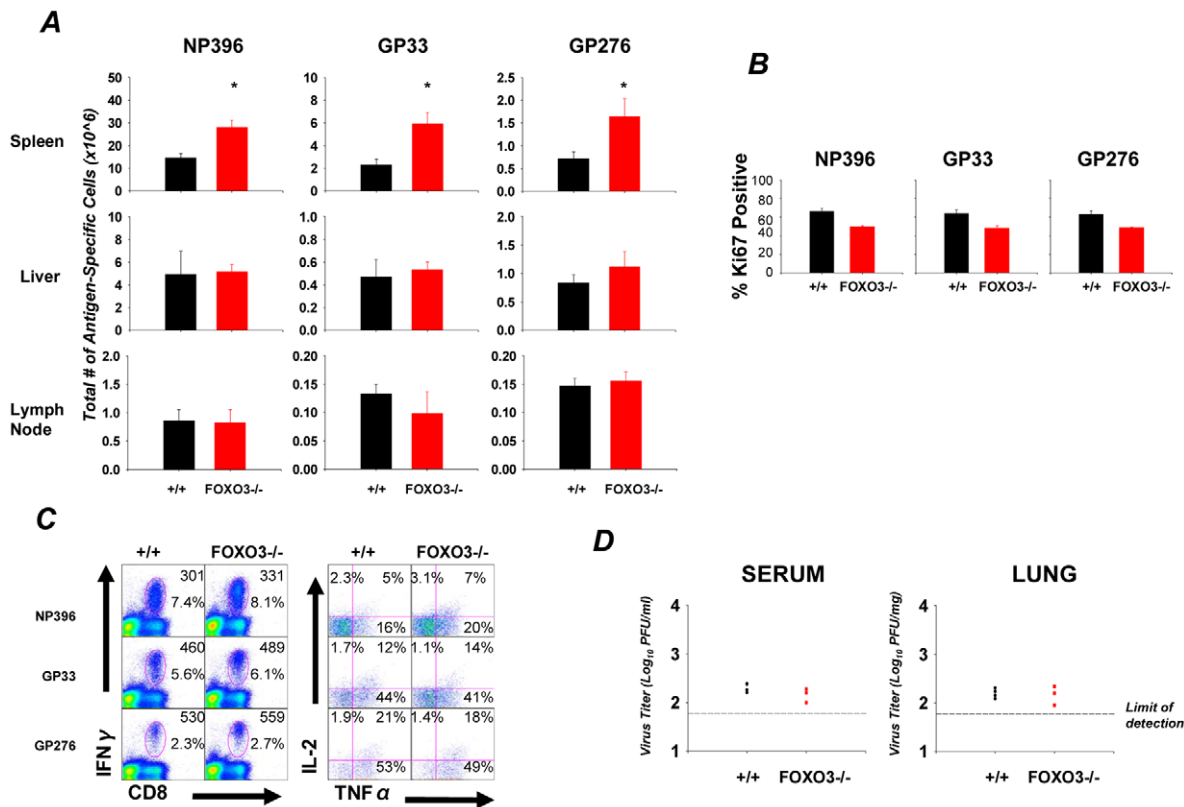 A
NP396
GP33
GP276
Total # of Antigen-Specific Cells (x10^6)
Spleen
50
40
30
20
10
0
*
10
8
6
4
2
0
*
2.5
2.0
1.5
1.0
0.5
0.0
*
Liver
10
8
6
4
2
0
1.0
0.8
0.6
0.4
0.2
0.0
2.0
1.5
1.0
0.5
0.0
Lymph
Node
2.0
1.5
1.0
0.5
0.0
0.20
0.15
0.10
0.05
0.00
0.20
0.15
0.10
0.05
0.00
+/+ FOXO3-/-
+/+ FOXO3-/-
+/+ FOXO3-/-
B
NP396
GP33
GP276
% Ki67 Positive
100
80
60
40
20
0
+/+ FOXO3-/-
+/+ FOXO3-/-
+/+ FOXO3-/-
C
+/+ FOXO3-/-
+/+ FOXO3-/-
NP396
301
7.4%
331
8.1%
2.3% 5%
16%
3.1% 7%
20%
GP33
460
5.6%
489
6.1%
1.7% 12%
44%
1.1% 14%
41%
GP276
530
2.3%
559
2.7%
1.9% 21%
53%
1.4% 18%
49%
IFN γ
CD8
IL-2
TNF α
D
SERUM
Virus Titer (Log10 PFU/ml)
4
3
2
1
+/+ FOXO3-/-
LUNG
Virus Titer (Log10 PFU/mg)
4
3
2
1
+/+ FOXO3-/-
Limit of
detection